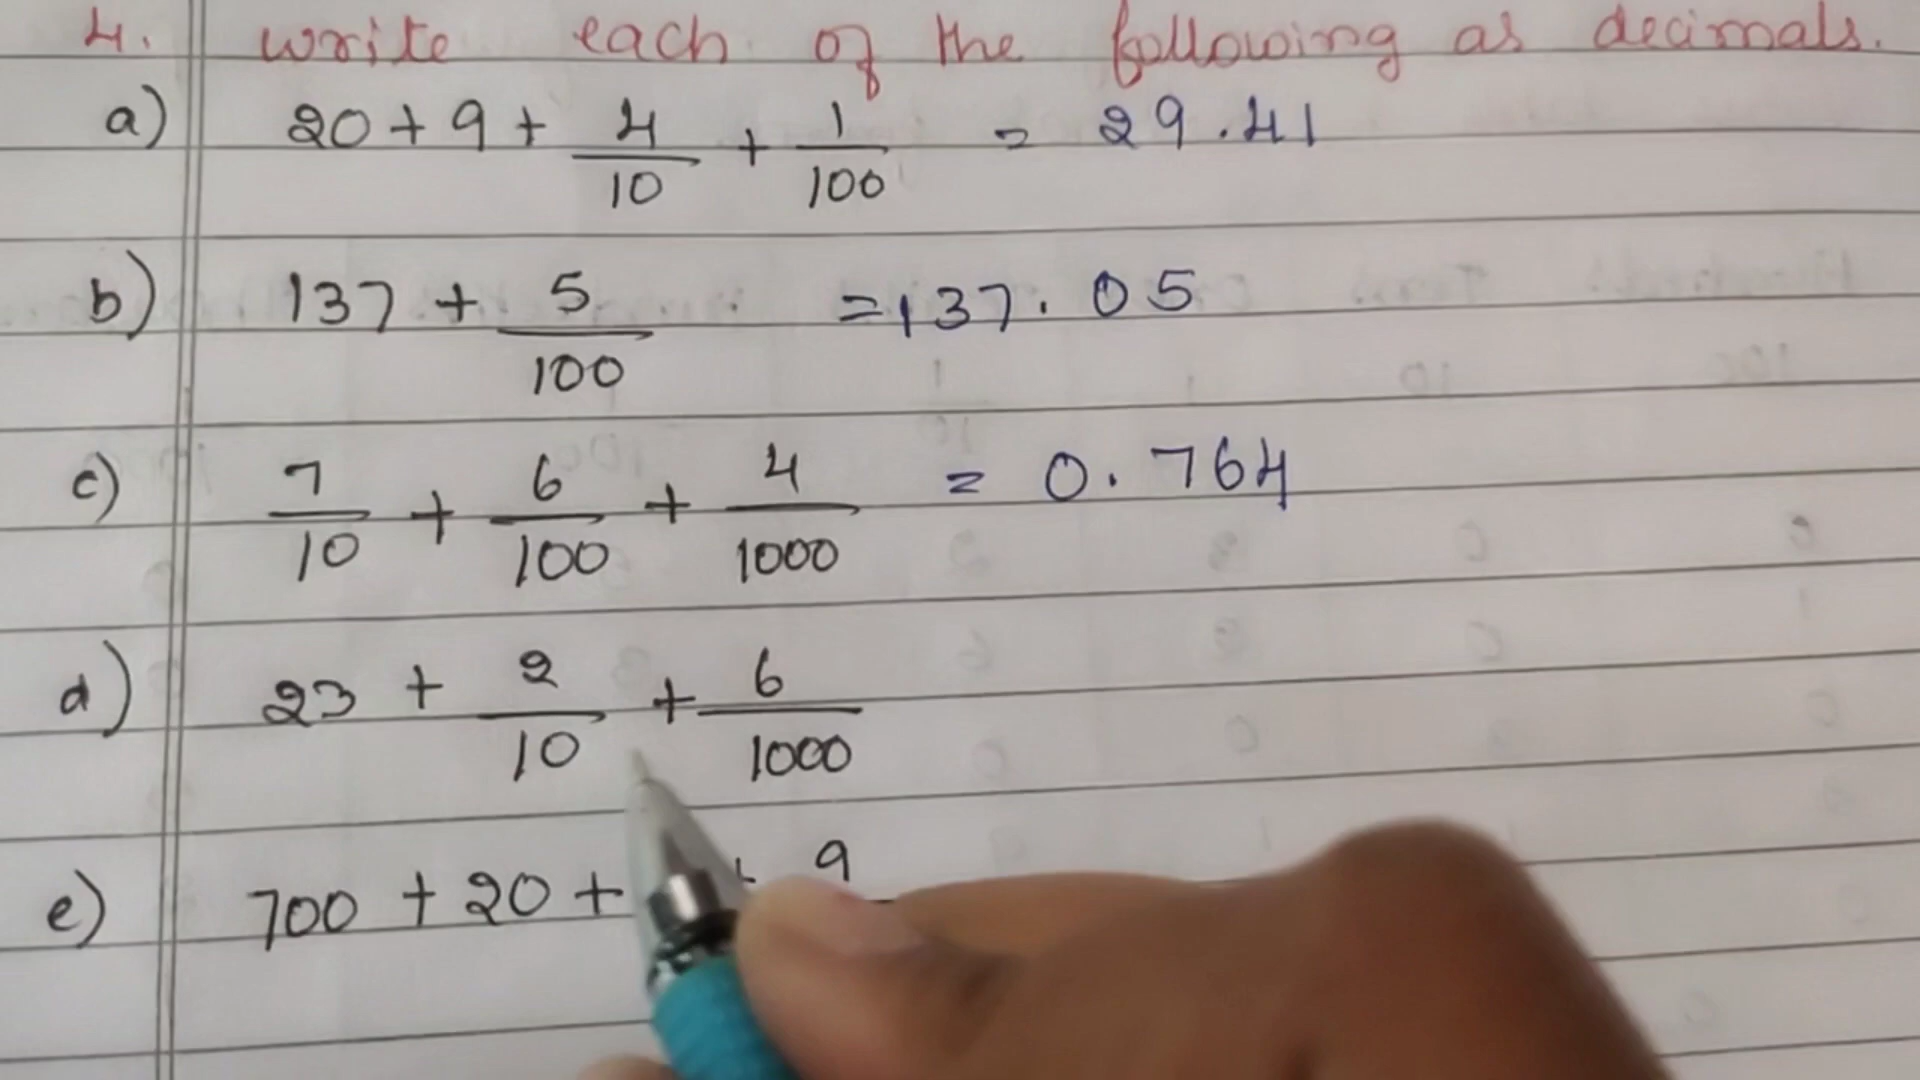 4. write each of the following as decimals.
a) 20 + 9 + 4/10 + 1/100 = 29.41
b) 137 + 5/100 = 137.05
c) 7/10 + 6/100 + 4/1000 = 0.764
d) 23 + 2/10 + 6/1000
e) 700 + 20 + + 9